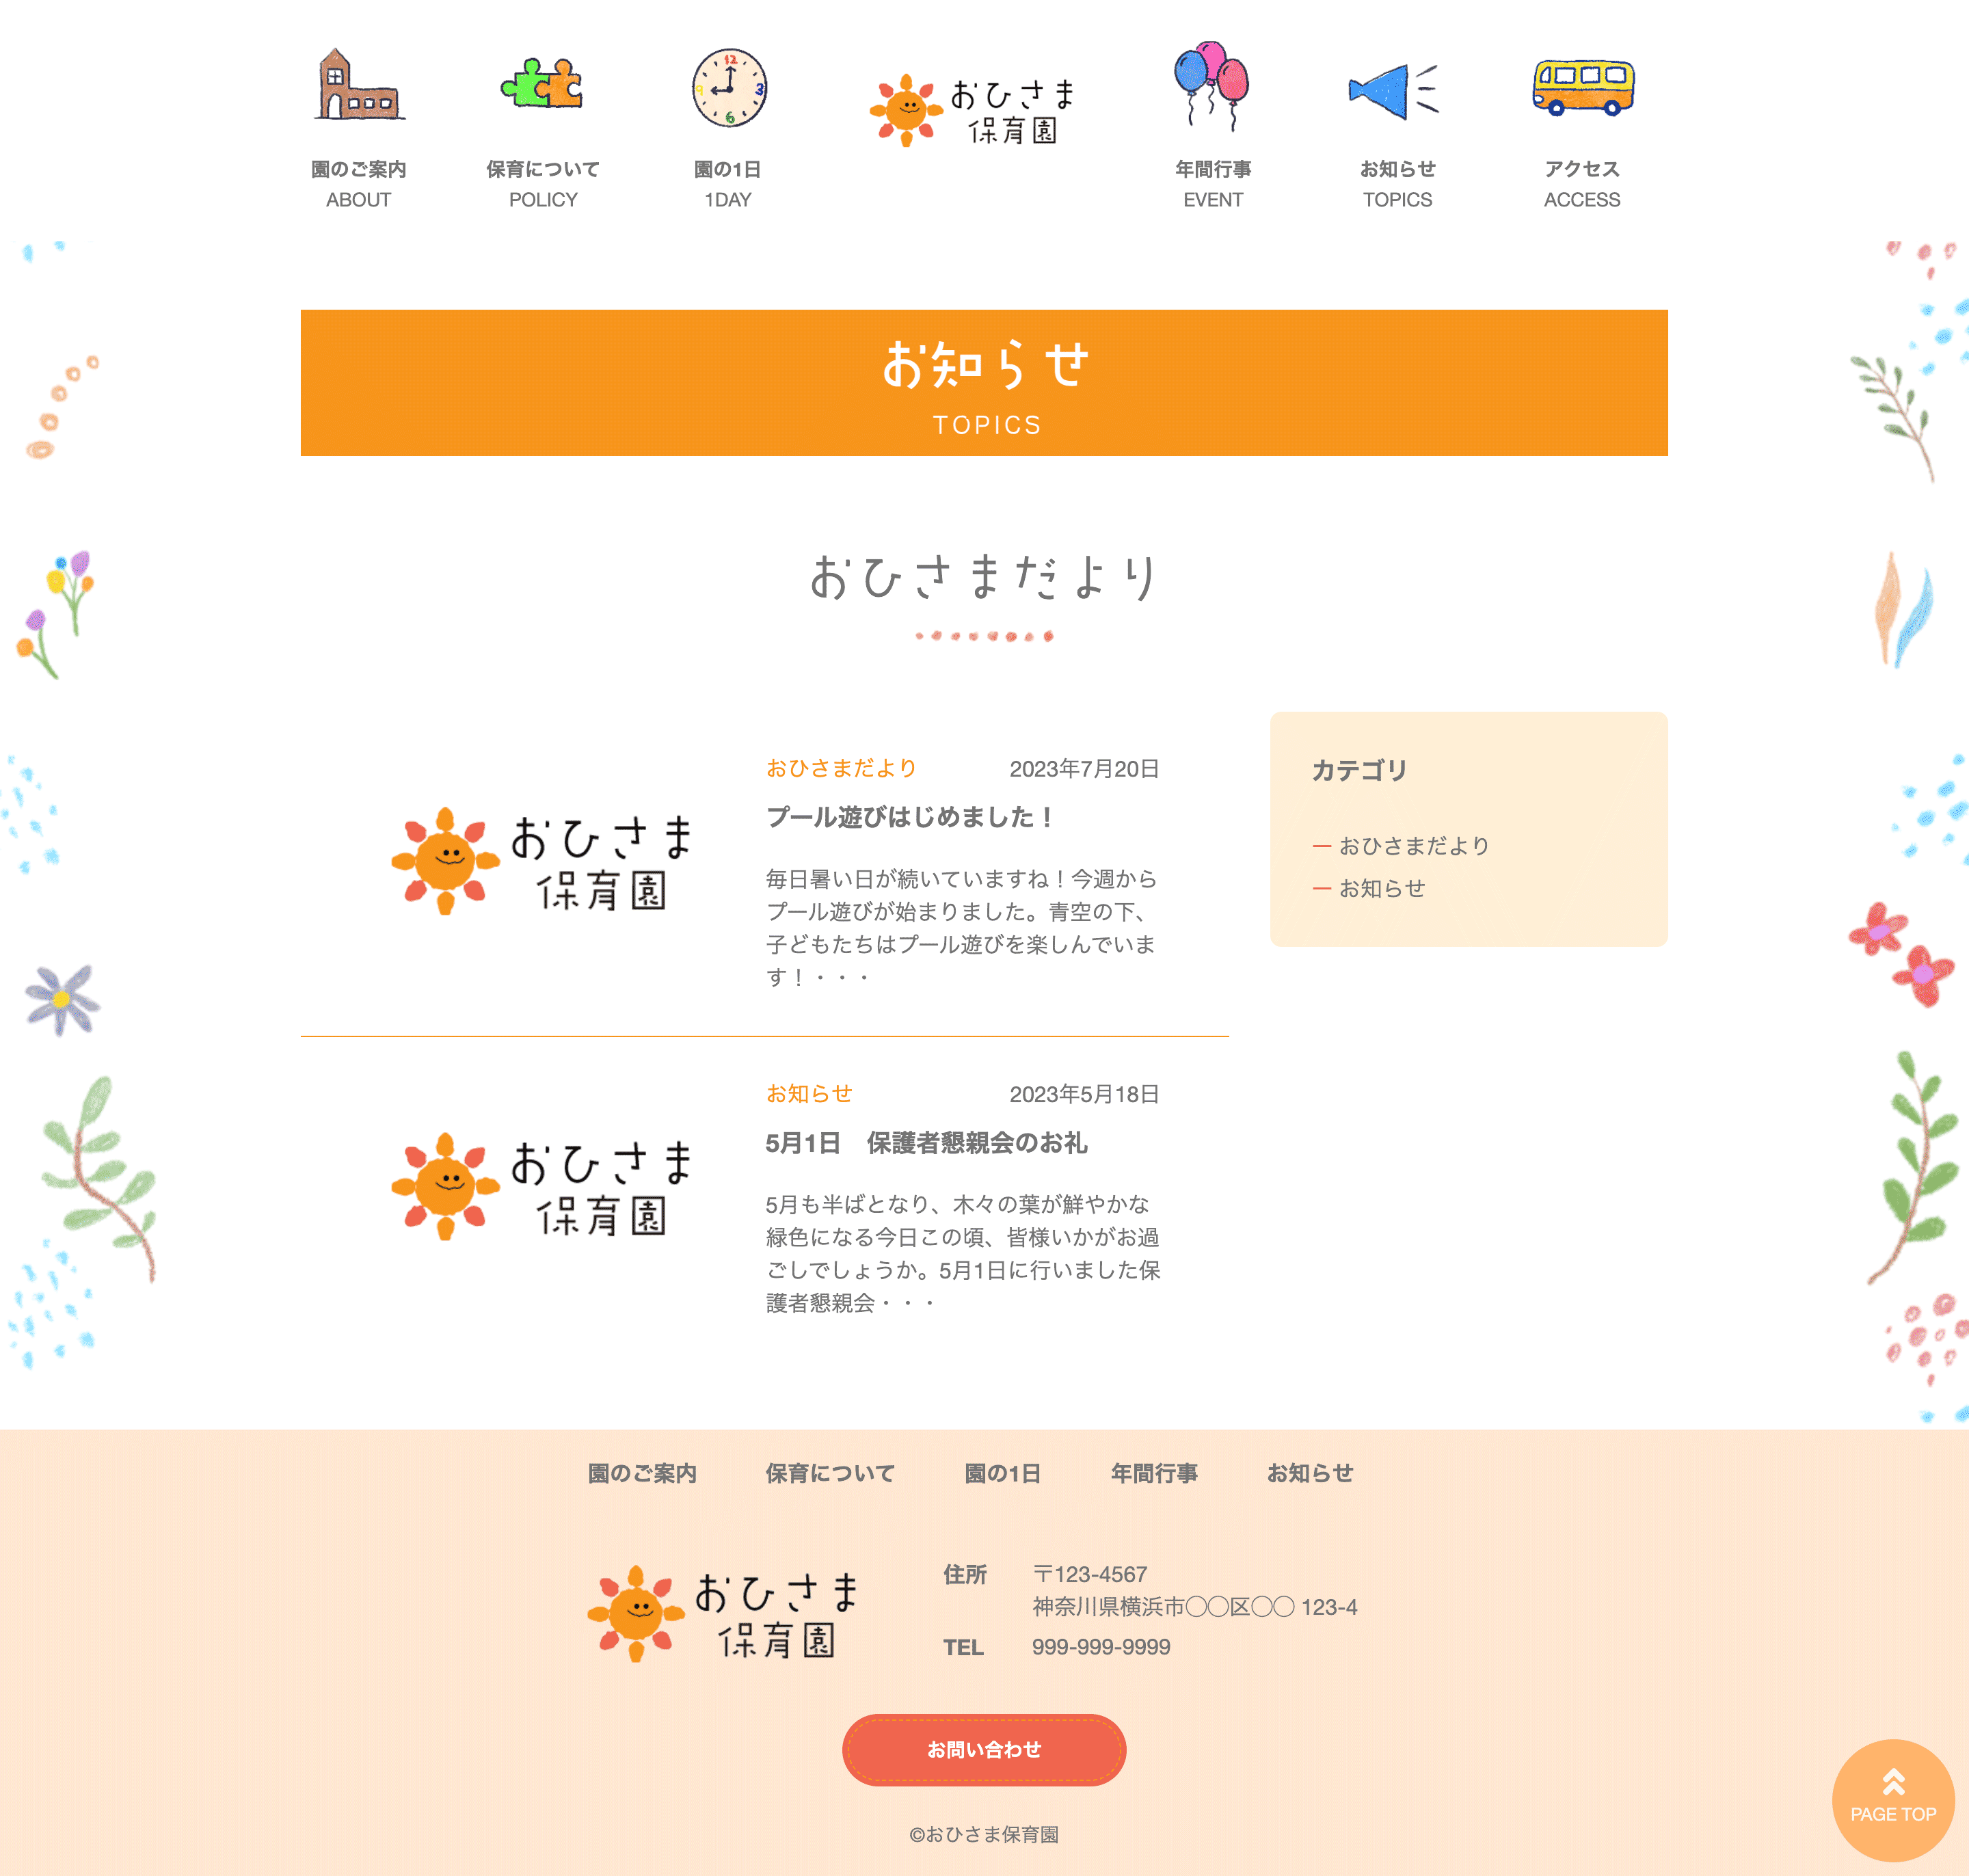 園のご案内
ABOUT
保育について
POLICY
12
3
6
9
園の1日
1DAY
おひさま
保育園
年間行事
EVENT
お知らせ
TOPICS
アクセス
ACCESS
お知らせ
TOPICS
おひさまだより
おひさま
保育園
おひさまだより 2023年7月20日
プール遊びはじめました！
毎日暑い日が続いていますね！今週から
プール遊びが始まりました。青空の下、
子どもたちはプール遊びを楽しんでいま
す！・・・
カテゴリ
おひさまだより
お知らせ
おひさま
保育園
お知らせ 2023年5月18日
5月1日　保護者懇親会のお礼
5月も半ばとなり、木々の葉が鮮やかな
緑色になる今日この頃、皆様いかがお過
ごしでしょうか。5月1日に行いました保
護者懇親会・・・
園のご案内 保育について 園の1日 年間行事 お知らせ
おひさま
保育園
住所 〒123-4567
神奈川県横浜市◯◯区◯◯ 123-4
TEL 999-999-9999
お問い合わせ
PAGE TOP
©おひさま保育園